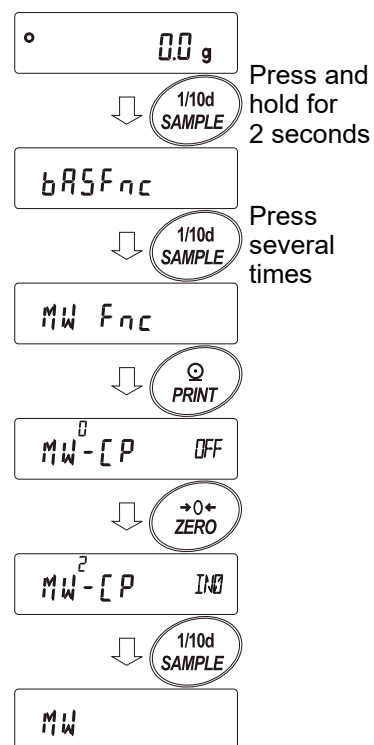 0.0 g
Press and
hold for
2 seconds
1/10d
SAMPLE
bASFnc
Press
several
times
1/10d
SAMPLE
MW Fnc
PRINT
0
MW-CP OFF
→0←
ZERO
2
MW-CP IN0
1/10d
SAMPLE
MW